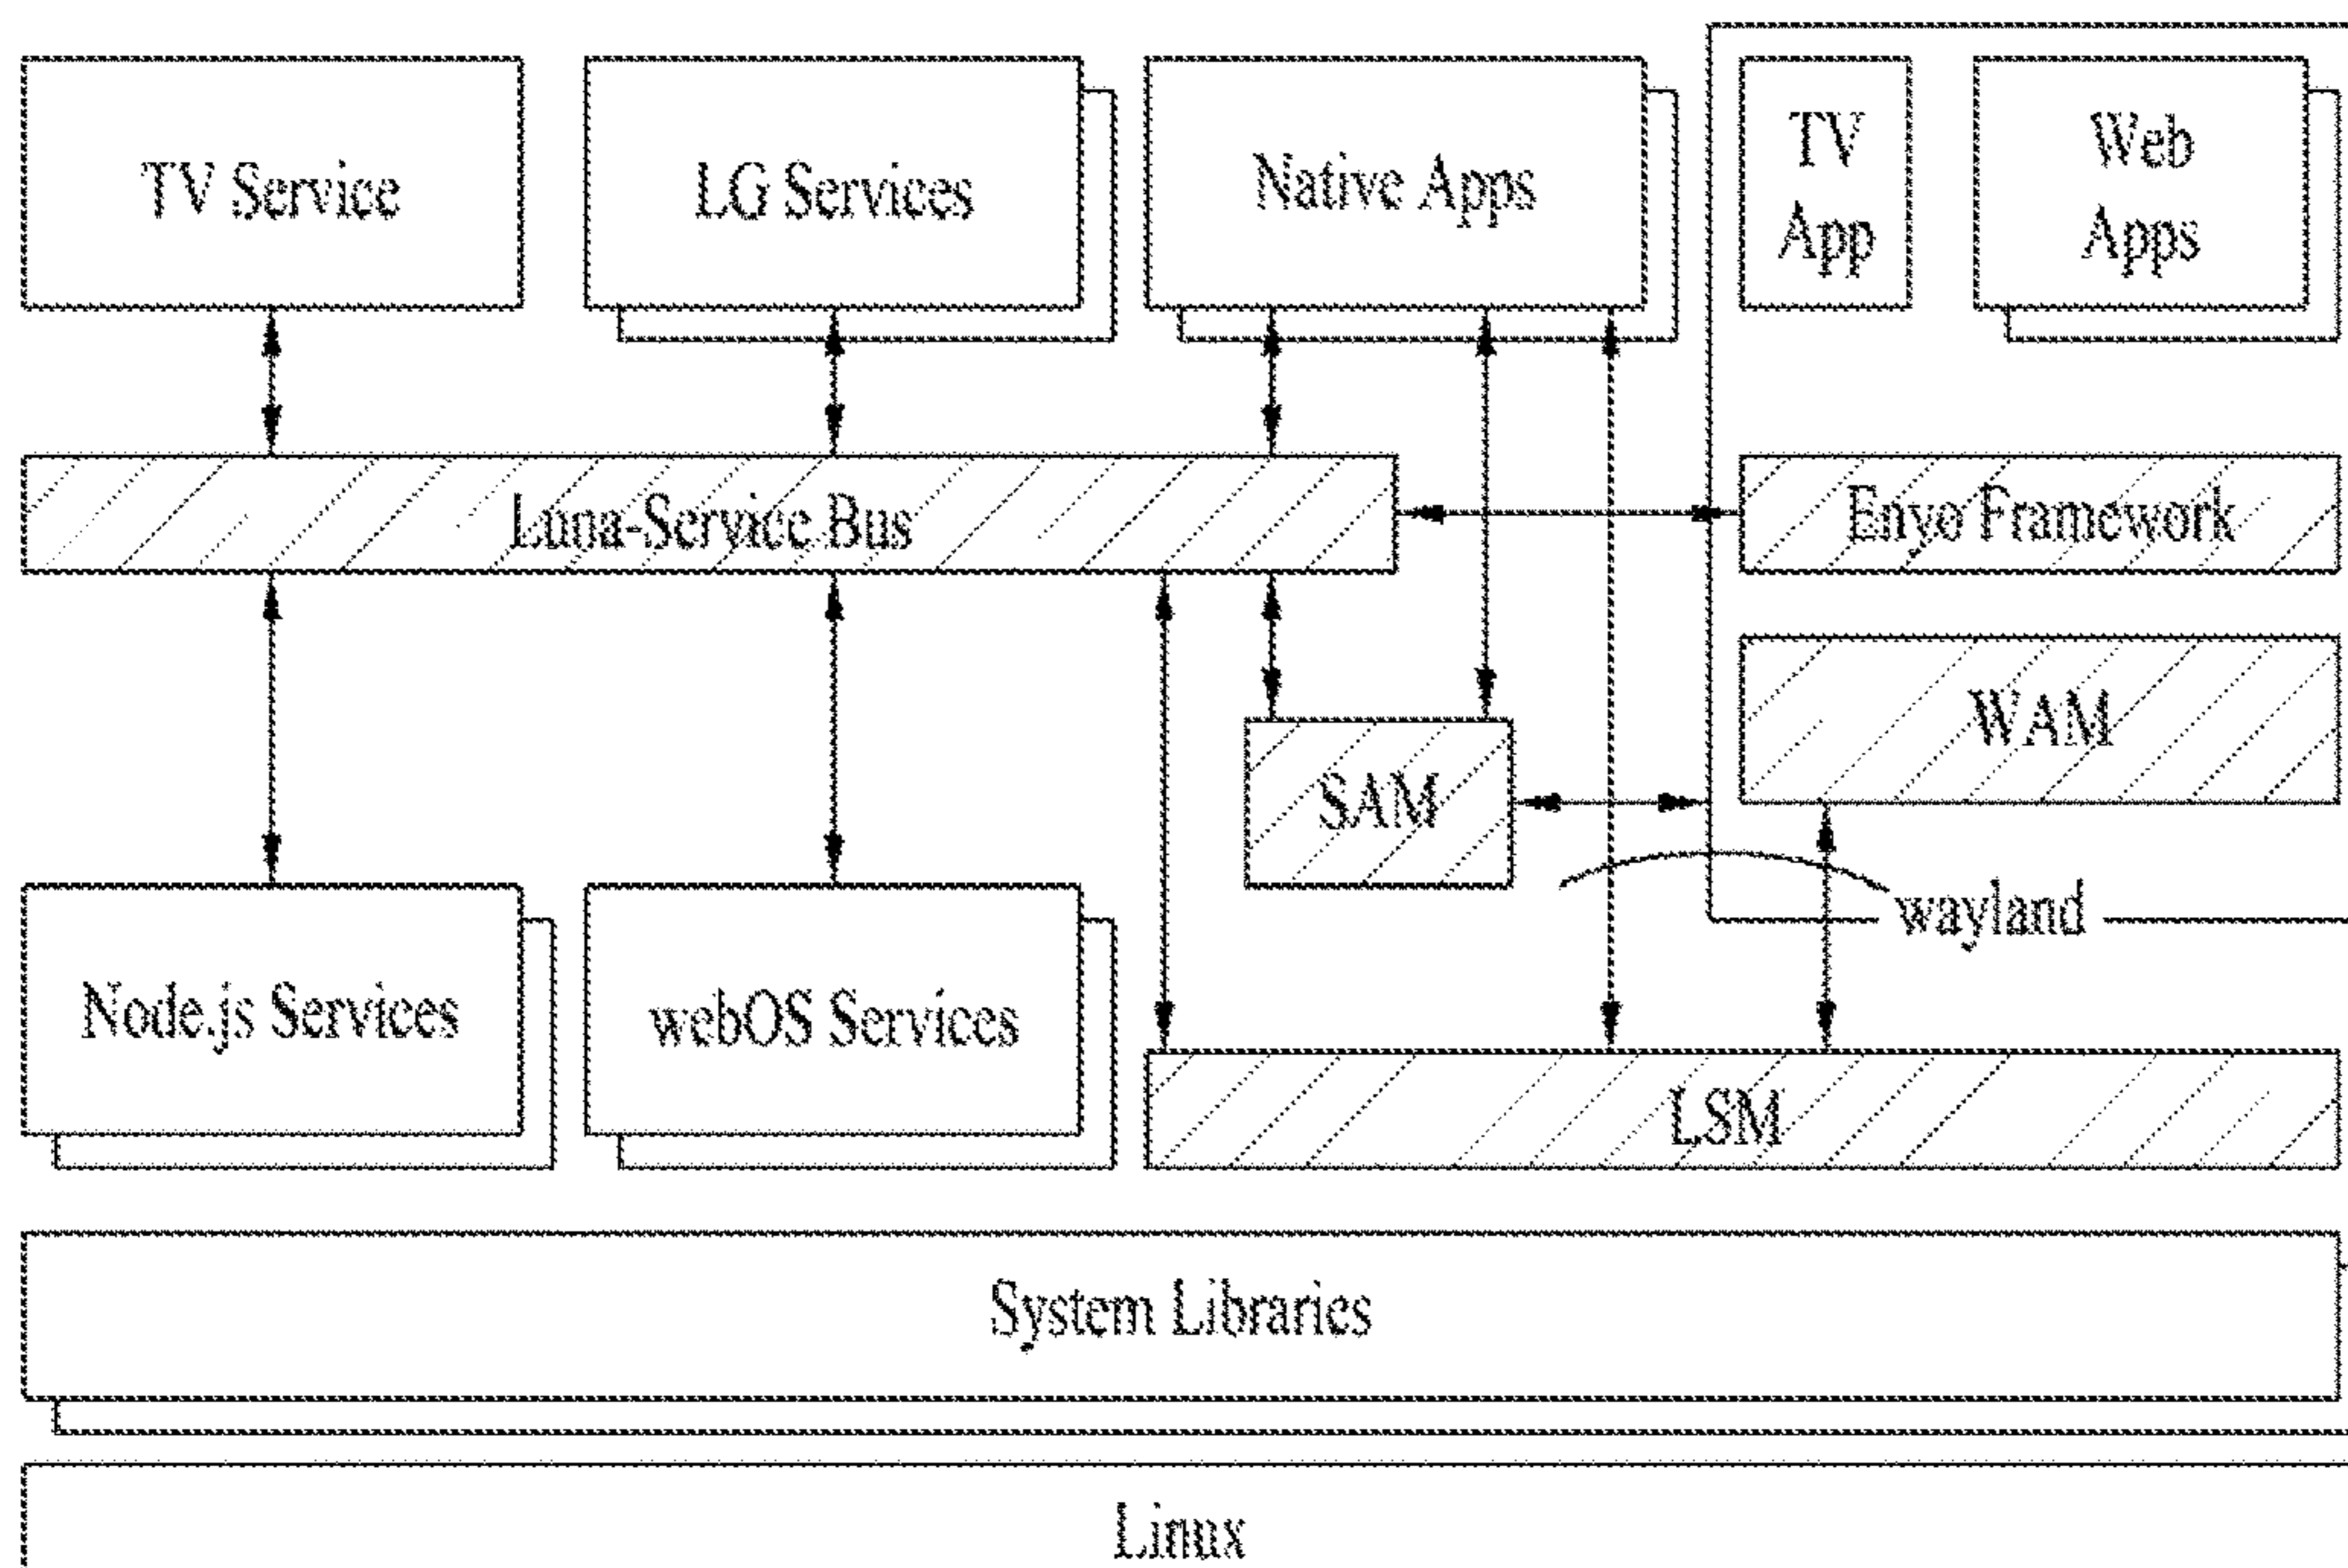 TV Service
LG Services
Native Apps
TV
App
Web
Apps
Luna-Service Bus
Enyo Framework
WAM
SAM
wayland
Node.js Services
webOS Services
LSM
System Libraries
Linux